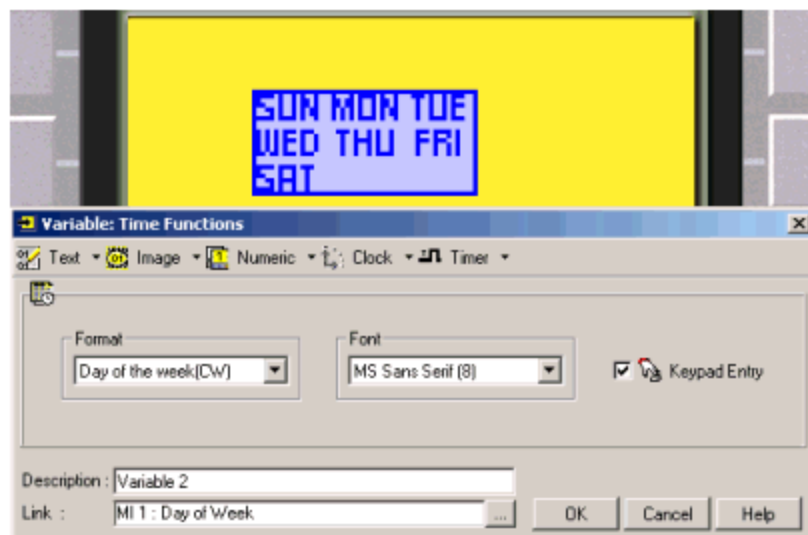 SUN MON TUE
WED THU FRI
SAT
Variable: Time Functions
Text Image Numeric Clock Timer
Format
Font
Day of the week(CW)
MS Sans Serif (8)
Keypad Entry
Description : Variable 2
Link : MI 1 : Day of Week ... OK Cancel Help